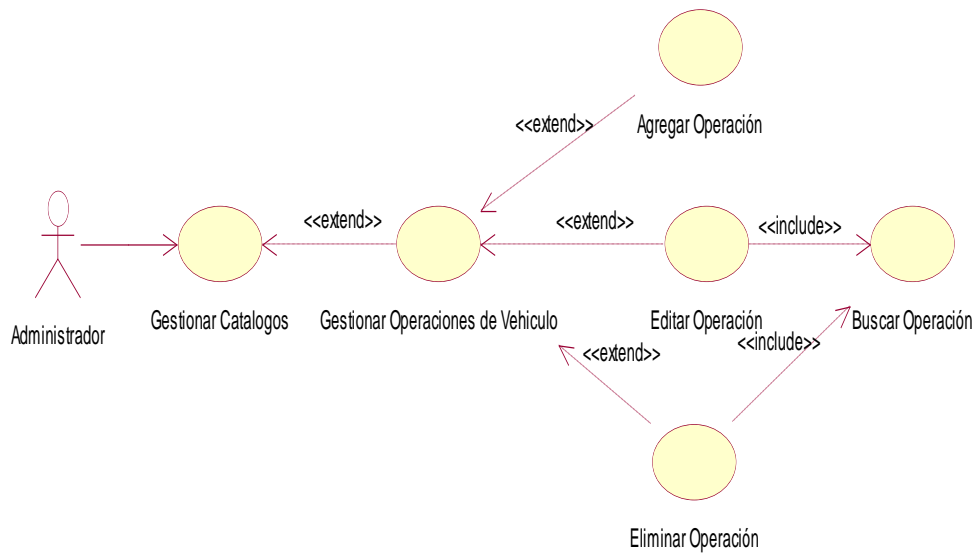 <<extend>>
Agregar Operación
<<extend>>
<<extend>>
<<include>>
Administrador
Gestionar Catalogos
Gestionar Operaciones de Vehiculo
Editar Operación
Buscar Operación
<<extend>>
<<include>>
Eliminar Operación